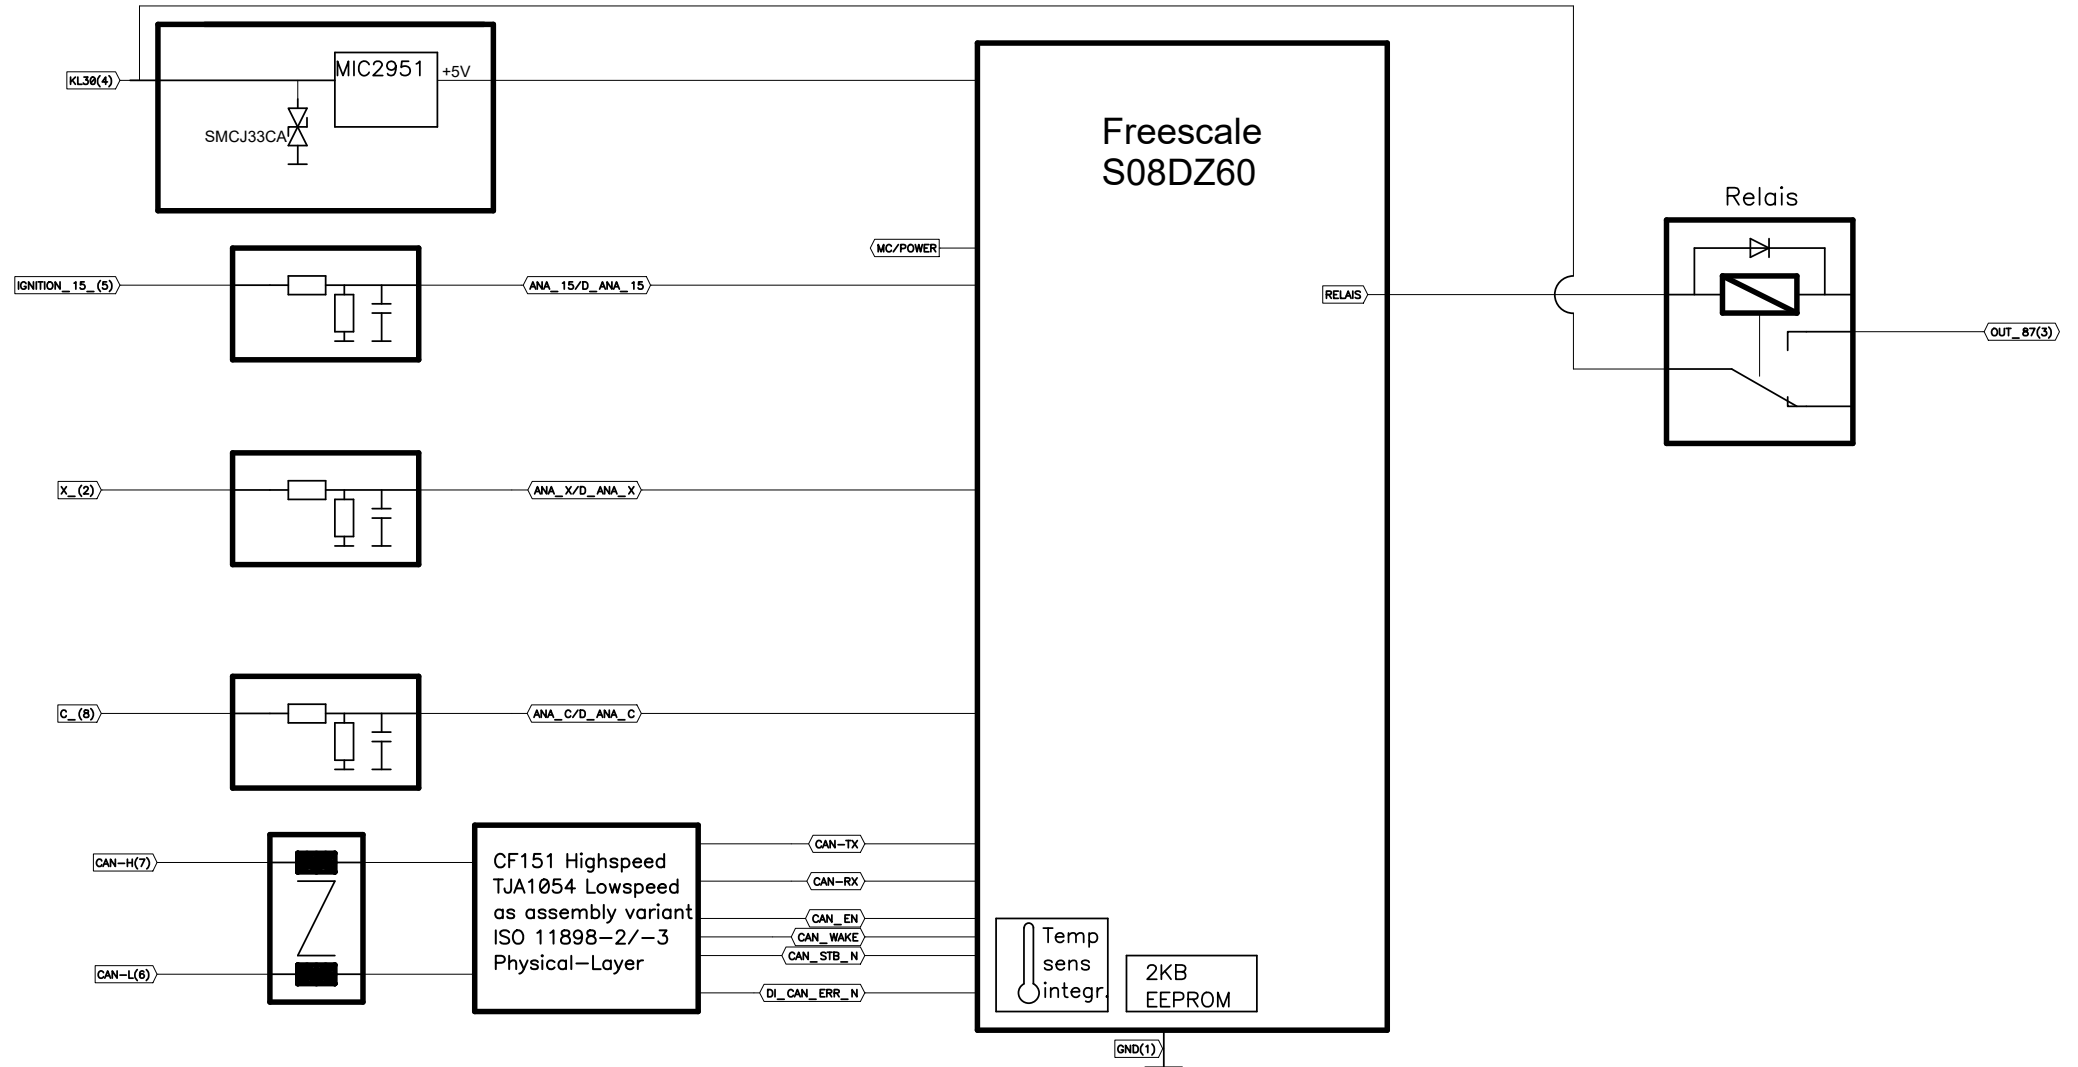 KL30(4)
MIC2951
+5V
SMCJ33CA
Freescale
S08DZ60
Relais
MC/POWER
IGNITION_15_(5)
ANA_15/D_ANA_15
RELAIS
OUT_87(3)
X_(2)
ANA_X/D_ANA_X
C_(8)
ANA_C/D_ANA_C
CAN-H(7)
CAN-L(6)
CF151 Highspeed
TJA1054 Lowspeed
as assembly variant
ISO 11898-2/-3
Physical-Layer
CAN-TX
CAN-RX
CAN_EN
CAN_WAKE
CAN_STB_N
DI_CAN_ERR_N
Temp
sens
integr.
2KB
EEPROM
GND(1)